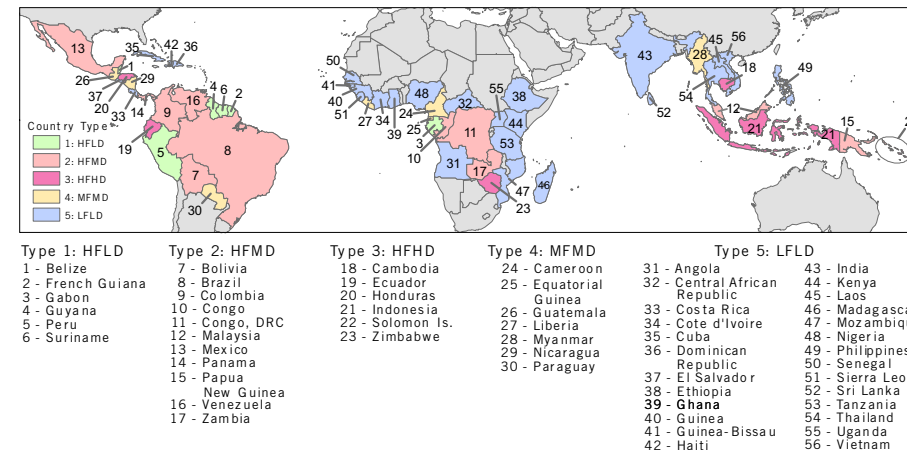 13
35
42
36
1
26
29
37
20
33
14
4
6
2
16
9
19
5
8
7
30
50
41
40
51
27
34
39
48
24
25
3
10
32
55
38
44
11
53
31
17
47
23
46
43
52
28
45
56
18
49
54
12
21
21
15
Country Type
1: HFLD
2: HFMD
3: HFHD
4: MFMD
5: LFLD
Type 1: HFLD
1 - Belize
2 - French Guiana
3 - Gabon
4 - Guyana
5 - Peru
6 - Suriname
Type 2: HFMD
7 - Bolivia
8 - Brazil
9 - Colombia
10 - Congo
11 - Congo, DRC
12 - Malaysia
13 - Mexico
14 - Panama
15 - Papua
New Guinea
16 - Venezuela
17 - Zambia
Type 3: HFHD
18 - Cambodia
19 - Ecuador
20 - Honduras
21 - Indonesia
22 - Solomon Is.
23 - Zimbabwe
Type 4: MFMD
24 - Cameroon
25 - Equatorial
Guinea
26 - Guatemala
27 - Liberia
28 - Myanmar
29 - Nicaragua
30 - Paraguay
Type 5: LFLD
31 - Angola
32 - Central African
Republic
33 - Costa Rica
34 - Cote d'Ivoire
35 - Cuba
36 - Dominican
Republic
37 - El Salvador
38 - Ethiopia
39 - Ghana
40 - Guinea
41 - Guinea-Bissau
42 - Haiti
43 - India
44 - Kenya
45 - Laos
46 - Madagasca
47 - Mozambiqu
48 - Nigeria
49 - Philippines
50 - Senegal
51 - Sierra Leo
52 - Sri Lanka
53 - Tanzania
54 - Thailand
55 - Uganda
56 - Vietnam